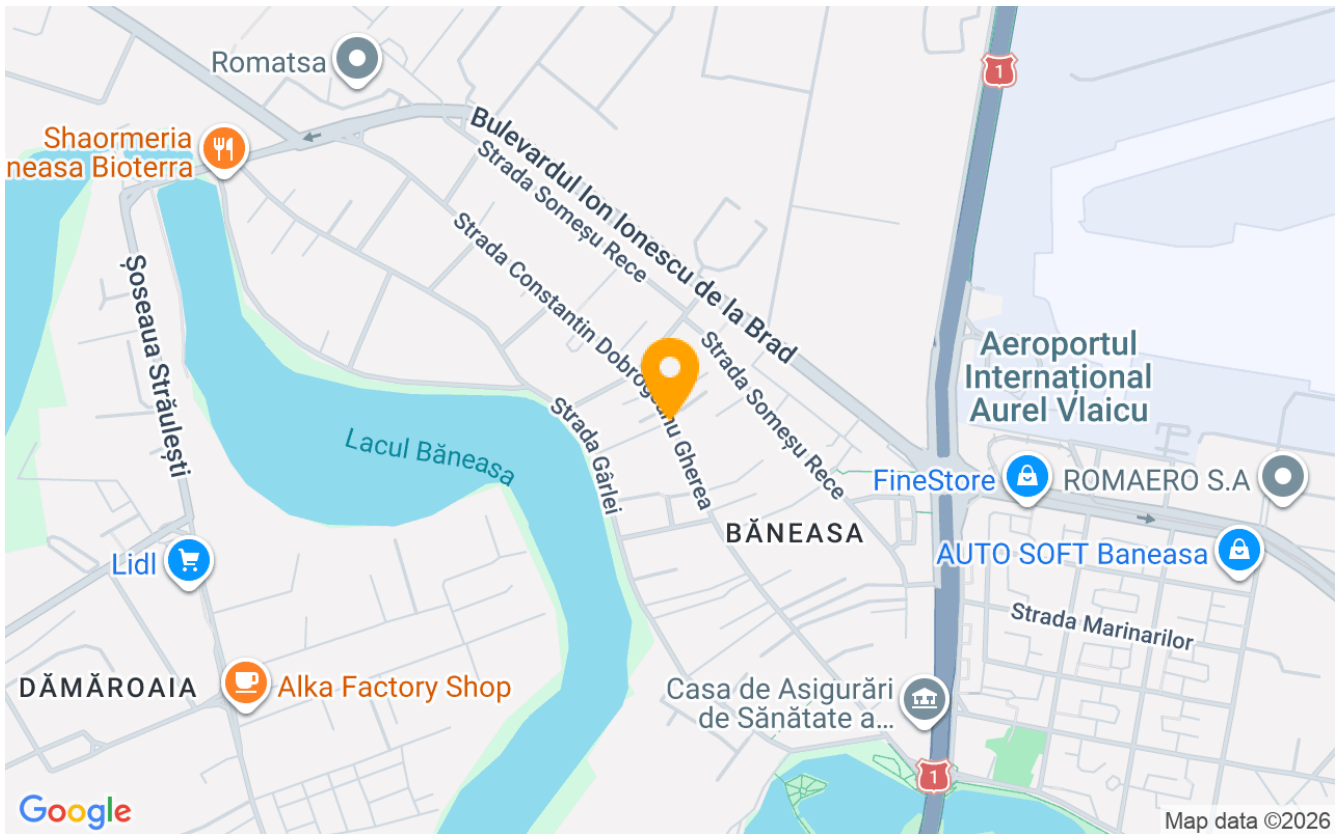 Romatsa
1
Shaormeria
neasa Bioterra
Bulevardul Ion Ionescu de la Brad
Strada Someșu Rece
Strada Constantin Dobrogeanu Gherea
Șoseaua Străulești
Strada Someșu Rece
Aeroportul
Internațional
Aurel Vlaicu
Lacul Băneasa
Strada Gârlei
FineStore
ROMAERO S.A
BĂNEASA
AUTO SOFT Baneasa
Lidl
Strada Marinarilor
DĂMĂROAIA
Alka Factory Shop
Casa de Asigurări
de Sănătate a...
1
Google
Map data ©2026